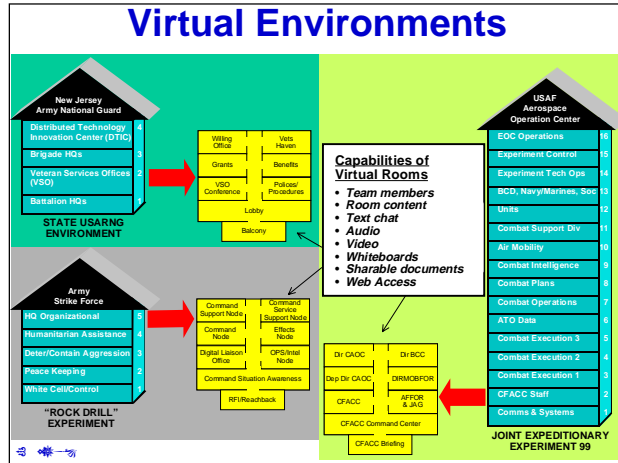 Virtual Environments
New Jersey
Army National Guard
Distributed Technology
Innovation Center (DTIC) 4
Brigade HQs 3
Veteran Services Offices
(VSO) 2
Battalion HQs 1
STATE USARNG
ENVIRONMENT
Willing
Office
Vets
Haven
Grants
Benefits
VSO
Conference
Polices/
Procedures
Lobby
Balcony
Army
Strike Force
HQ Organizational 5
Humanitarian Assistance 4
Deter/Contain Aggression 3
Peace Keeping 2
White Cell/Control 1
"ROCK DRILL"
EXPERIMENT
Command
Support Node
Command
Service
Support Node
Command
Node
Effects
Node
Digital Liaison
Office
OPS/Intel
Node
Command Situation Awareness
RFI/Reachback
Capabilities of
Virtual Rooms
• Team members
• Room content
• Text chat
• Audio
• Video
• Whiteboards
• Sharable documents
• Web Access
Dir CAOC
Dir BCC
Dep Dir CAOC
DIRMOBFOR
CFACC
AFFOR
& JAG
CFACC Command Center
CFACC Briefing
USAF
Aerospace
Operation Center
EOC Operations 16
Experiment Control 15
Experiment Tech Ops 14
BCD, Navy/Marines, Soc 13
Units 12
Combat Support Div 11
Air Mobility 10
Combat Intelligence 9
Combat Plans 8
Combat Operations 7
ATO Data 6
Combat Execution 3 5
Combat Execution 2 4
Combat Execution 1 3
CFACC Staff 2
Comms & Systems 1
JOINT EXPEDITIONARY
EXPERIMENT 99